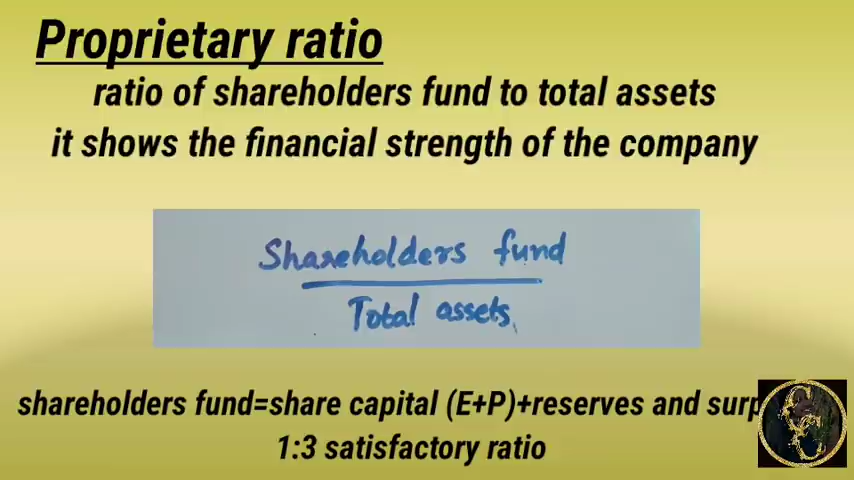 Proprietary ratio
ratio of shareholders fund to total assets
it shows the financial strength of the company
Shareholders fund
Total assets
shareholders fund=share capital (E+P)+reserves and surp
1:3 satisfactory ratio